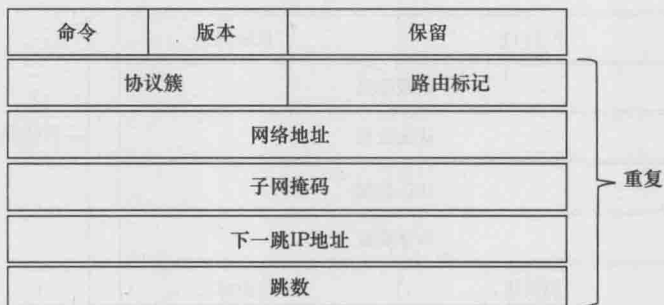 命令 版本 保留
协议簇 路由标记
网络地址
子网掩码
重复
下一跳IP地址
跳数